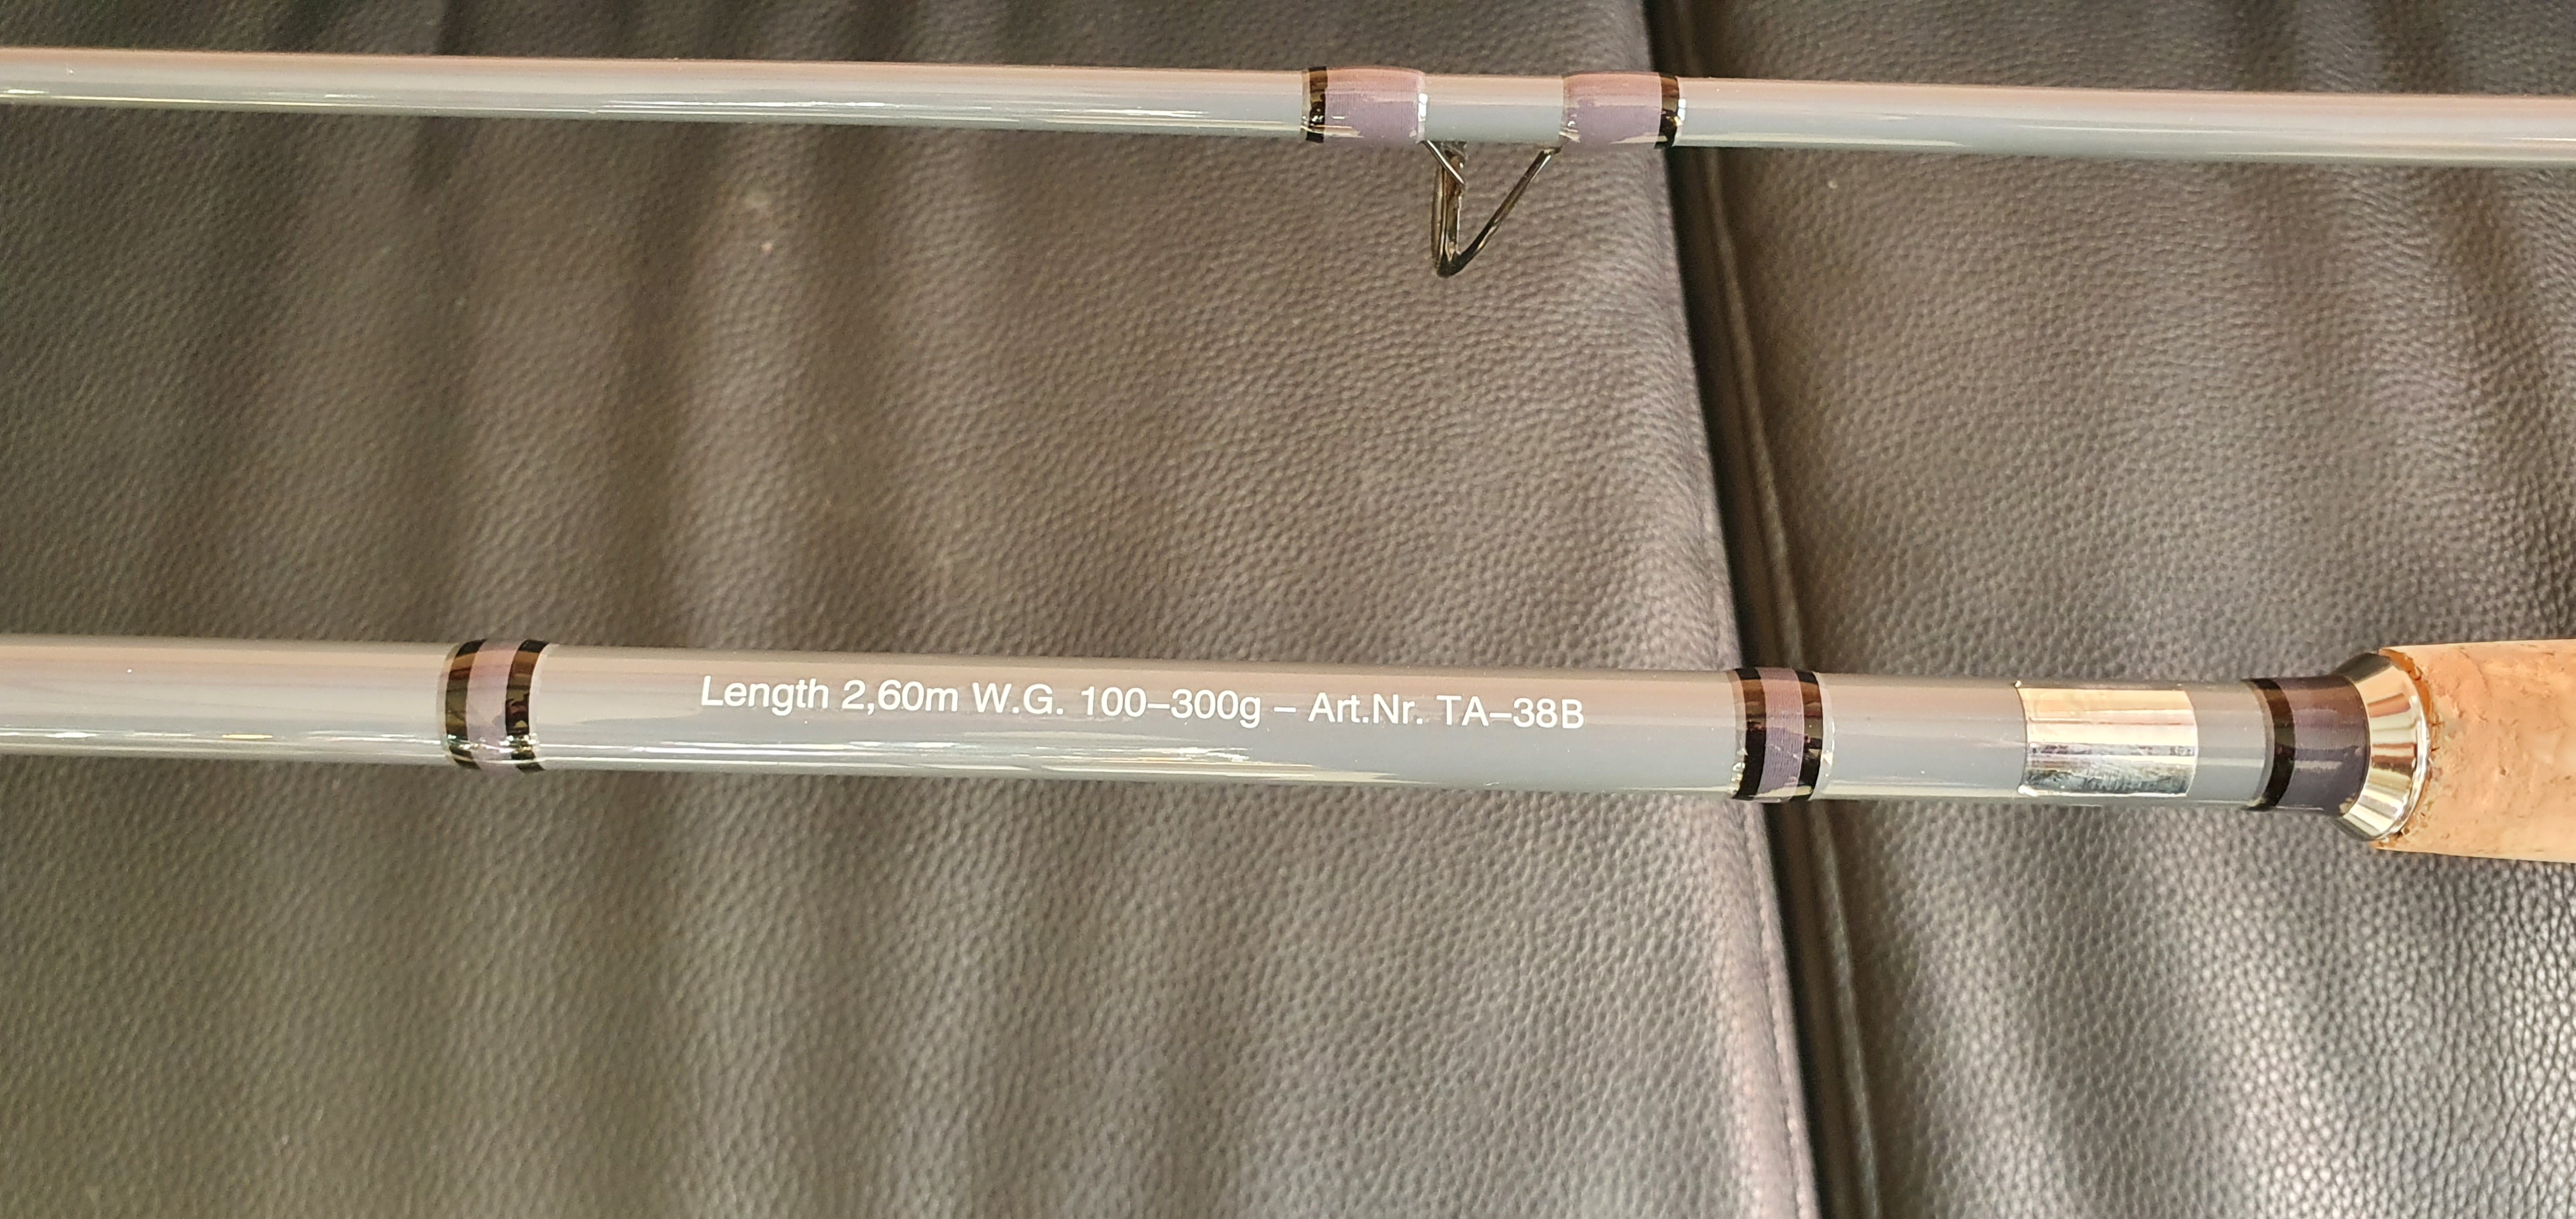 Length 2,60m W.G. 100–300g – Art.Nr. TA–38B